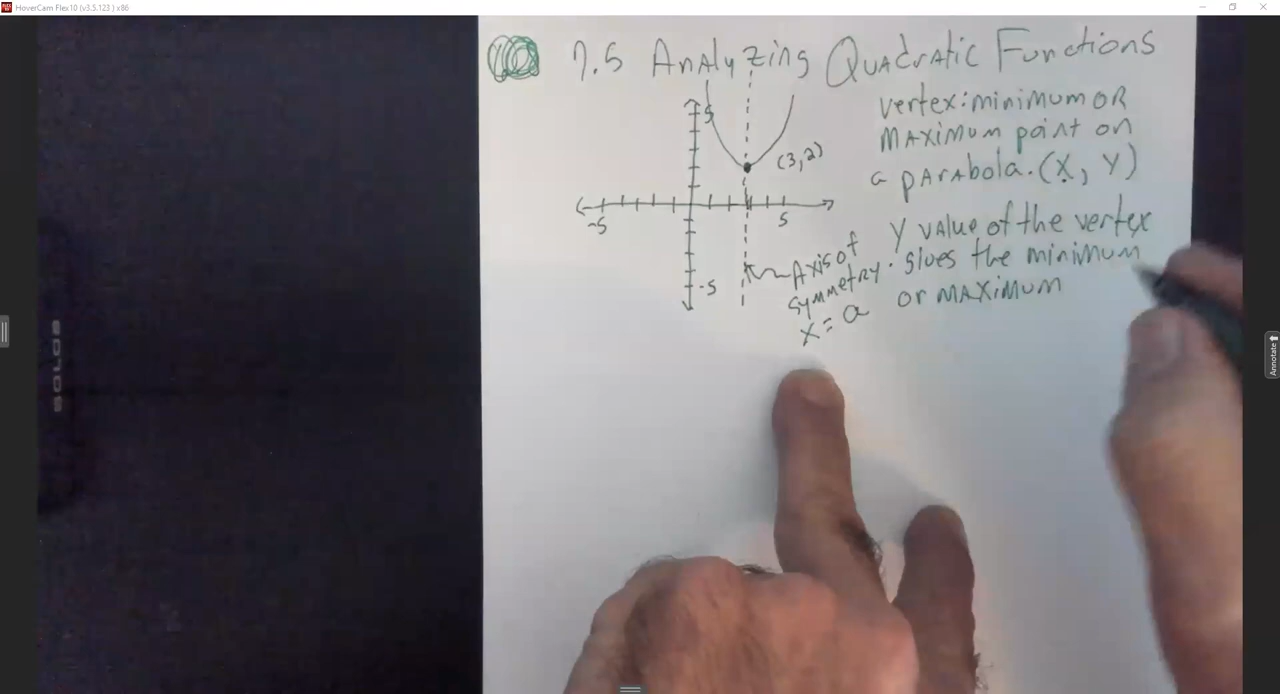 HoverCam Flex10 (v3.5.123) x86
7.5 Analyzing Quadratic Functions
vertex: minimum OR
maximum point on
a parabola. (x, y)
5
(3,2)
-5
5
-5
Axis of
symmetry.
x = a
y value of the vertex
gives the minimum
or maximum
SOLO8
Annotate